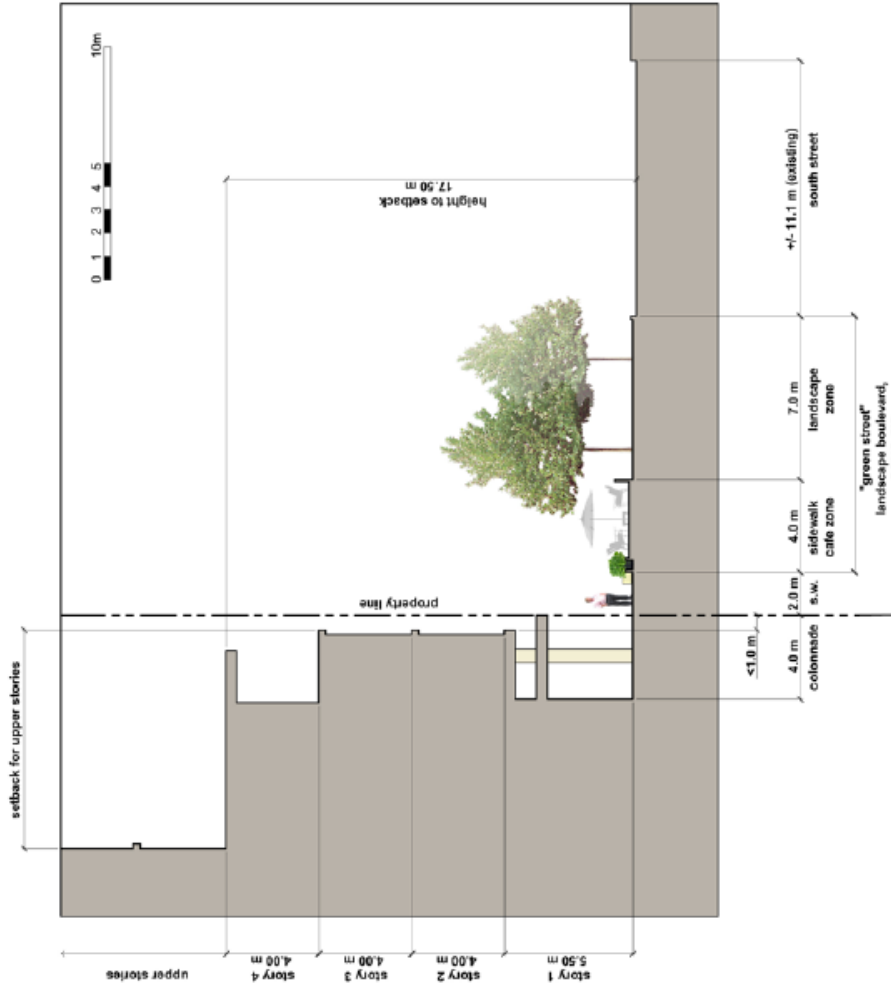 setback for upper stories
0 1 2 3 4 5 10m
height to setback
17.50 m
property line
upper stories
story 4
4.00 m
story 3
4.00 m
story 2
4.00 m
story 1
5.50 m
<1.0 m
4.0 m
colonnade
2.0 m
s.w.
4.0 m
sidewalk
cafe zone
7.0 m
landscape
zone
+/- 11.1 m (existing)
south street
"green street"
landscape boulevard,